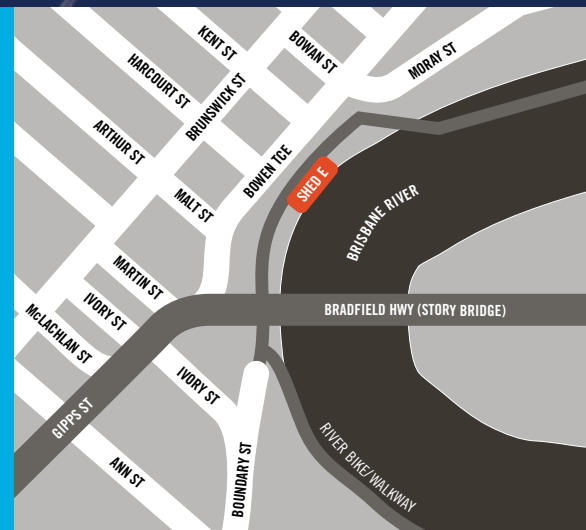 KENT ST
BOWAN ST
MORAY ST
HARCOURT ST
BRUNSWICK ST
ARTHUR ST
BOWEN TCE
SHED E
MALT ST
BRISBANE RIVER
MARTIN ST
IVORY ST
BRADFIELD HWY (STORY BRIDGE)
McLACHLAN ST
IVORY ST
GIPPS ST
RIVER BIKE/WALKWAY
ANN ST
BOUNDARY ST